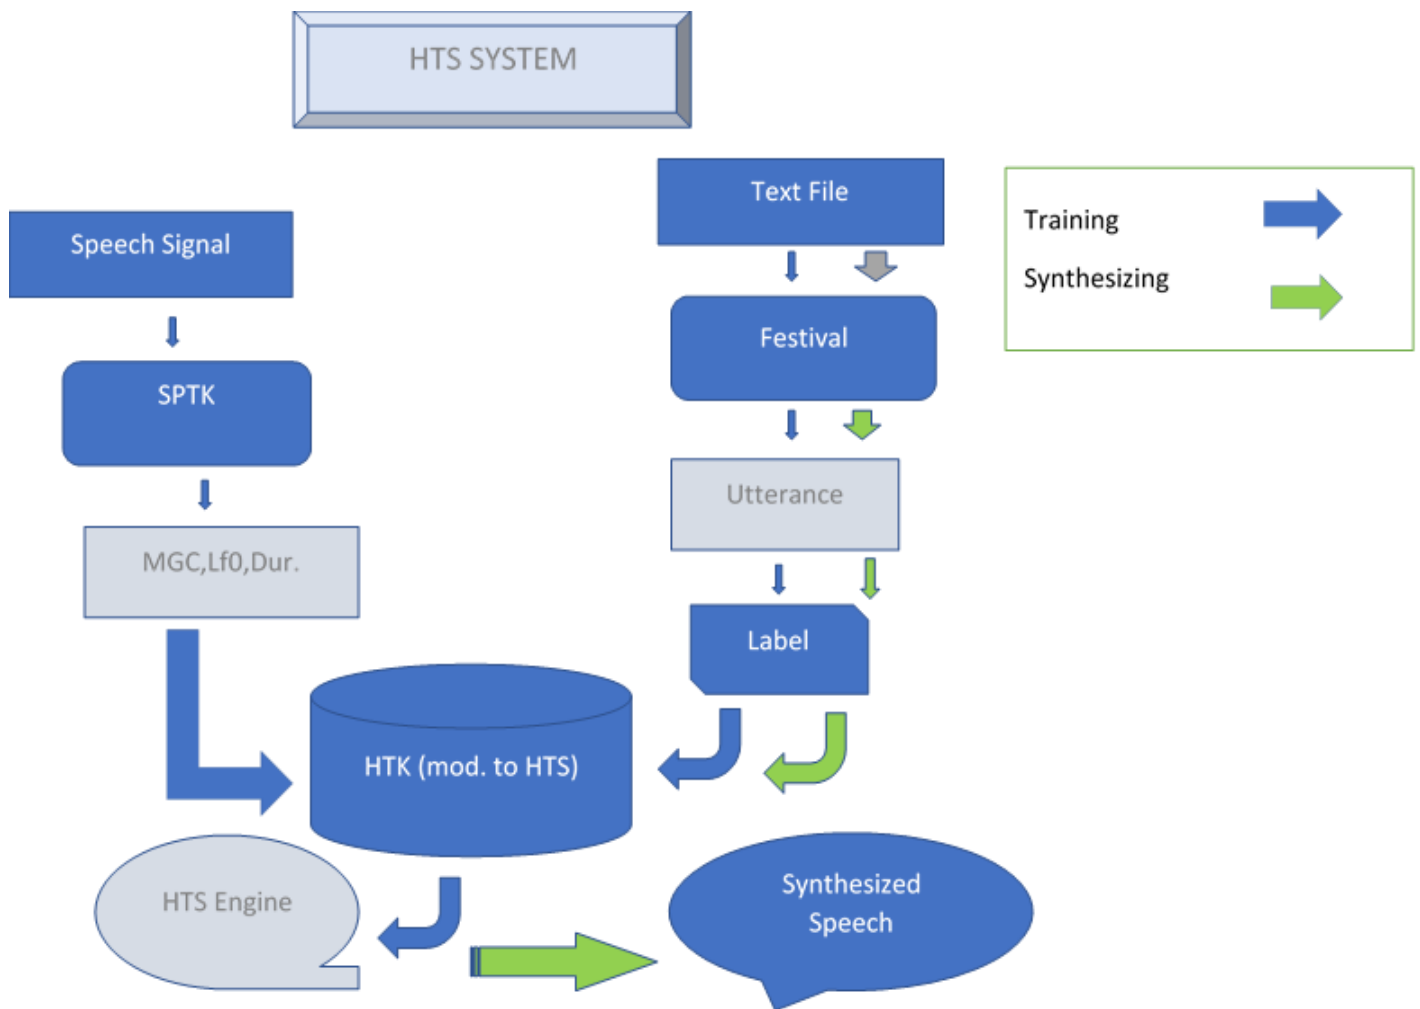 HTS SYSTEM
Text File
Speech Signal
Training
Synthesizing
Festival
SPTK
Utterance
MGC,Lf0,Dur.
Label
HTK (mod. to HTS)
HTS Engine
Synthesized
Speech